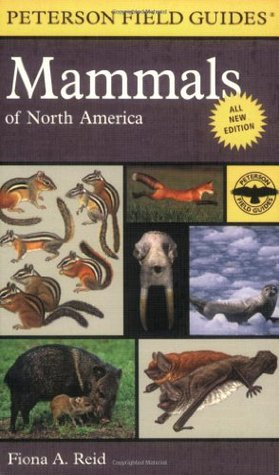 PETERSON FIELD GUIDES®
Mammals
of North America
ALL
NEW
EDITION
PETERSON
FIELD GUIDES
Fiona A. Reid